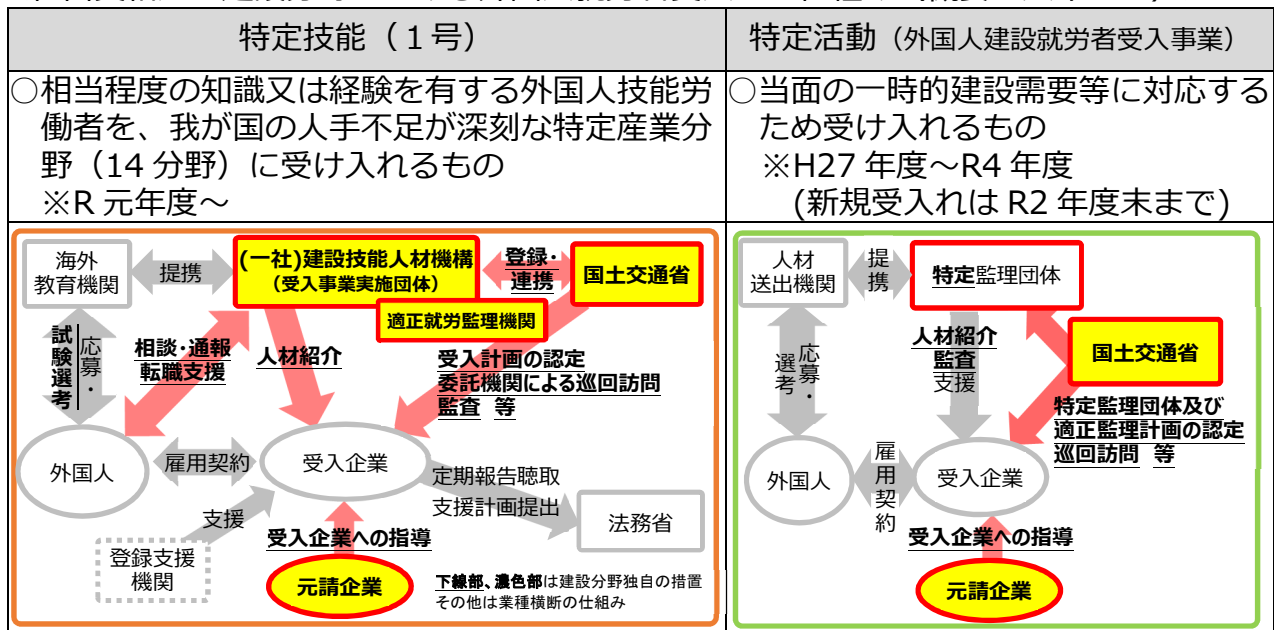 特定技能（１号）
○相当程度の知識又は経験を有する外国人技能労
働者を、我が国の人手不足が深刻な特定産業分
野（14 分野）に受け入れるもの
※R 元年度～
海外
教育機関
提携
(一社)建設技能人材機構
（受入事業実施団体）
登録・
連携
国土交通省
適正就労監理機関
試験選考
応募・
相談・通報
転職支援
人材紹介
受入計画の認定
委託機関による巡回訪問
監査 等
外国人
雇用契約
受入企業
定期報告聴取
支援計画提出
法務省
支援
登録支援
機関
受入企業への指導
元請企業
下線部、濃色部は建設分野独自の措置
その他は業種横断の仕組み
特定活動（外国人建設就労者受入事業）
○当面の一時的建設需要等に対応する
ため受け入れるもの
※H27 年度～R4 年度
(新規受入れは R2 年度末まで)
人材
送出機関
提携
特定監理団体
応募・
選考
人材紹介
監査
支援
国土交通省
特定監理団体及び
適正監理計画の認定
巡回訪問 等
外国人
雇用契約
受入企業
受入企業への指導
元請企業